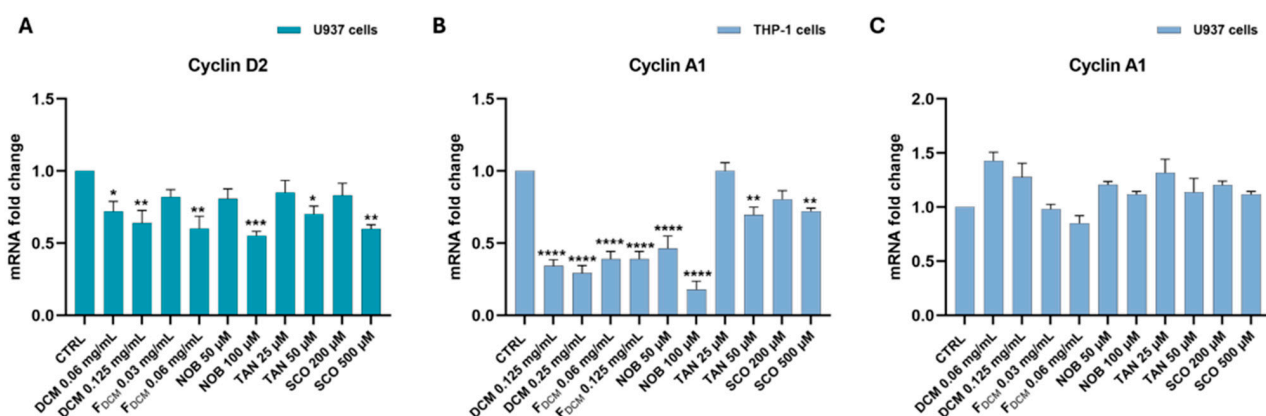 A
U937 cells
Cyclin D2
mRNA fold change
1.5
1.0
0.5
0.0
* ** ** *** * **
CTRL
DCM 0.06 mg/mL
DCM 0.125 mg/mL
FDCM 0.03 mg/mL
FDCM 0.06 mg/mL
NOB 50 µM
NOB 100 µM
TAN 25 µM
TAN 50 µM
SCO 200 µM
SCO 500 µM
B
THP-1 cells
Cyclin A1
mRNA fold change
1.5
1.0
0.5
0.0
**** **** **** **** **** **** ** **
CTRL
DCM 0.125 mg/mL
DCM 0.25 mg/mL
FDCM 0.06 mg/mL
FDCM 0.125 mg/mL
NOB 50 µM
NOB 100 µM
TAN 25 µM
TAN 50 µM
SCO 200 µM
SCO 500 µM
C
U937 cells
Cyclin A1
mRNA fold change
2.0
1.5
1.0
0.5
0.0
CTRL
DCM 0.06 mg/mL
DCM 0.125 mg/mL
FDCM 0.03 mg/mL
FDCM 0.06 mg/mL
NOB 50 µM
NOB 100 µM
TAN 25 µM
TAN 50 µM
SCO 200 µM
SCO 500 µM